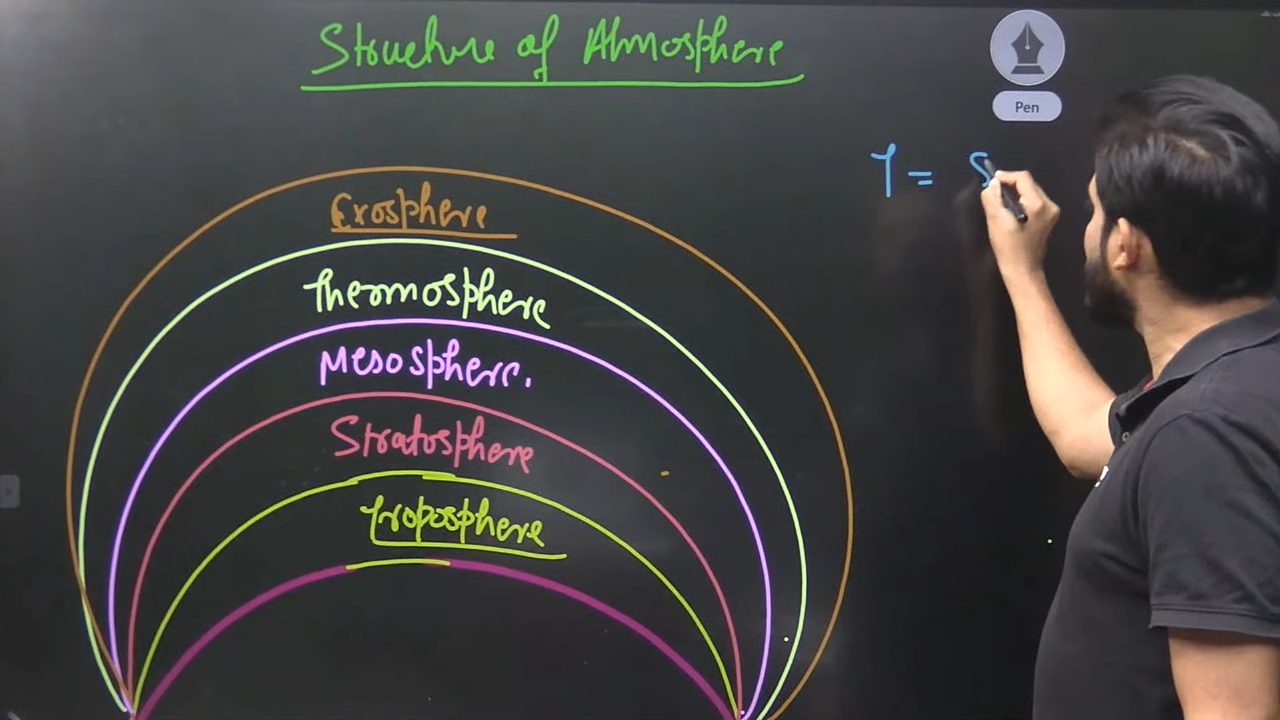 Structure of Atmosphere
Pen
T = S
Exosphere
Thermosphere
Mesosphere.
Stratosphere
Troposphere